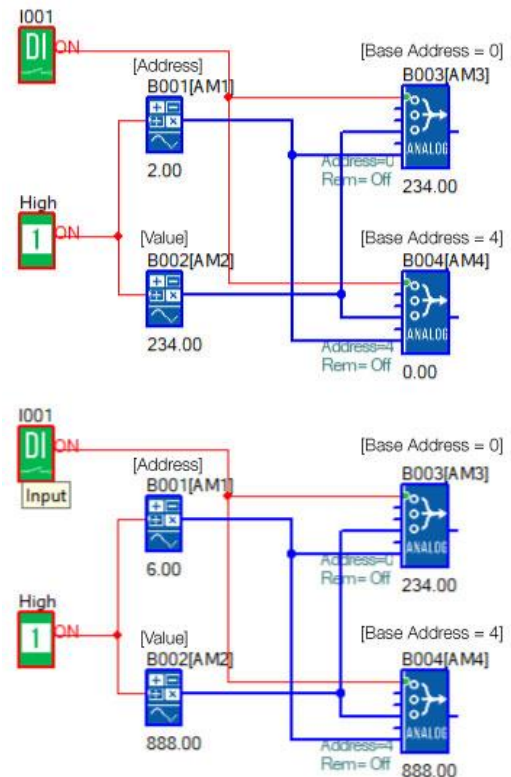 I001
DI ON
[Address]
B001[AM1]
2.00
[Base Address = 0]
B003[AM3]
ANALOG
Address=0
Rem= Off
234.00
High
1 ON
[Value]
B002[AM2]
234.00
[Base Address = 4]
B004[AM4]
ANALOG
Address=4
Rem= Off
0.00
I001
DI ON
Input
[Address]
B001[AM1]
6.00
[Base Address = 0]
B003[AM3]
ANALOG
Address=0
Rem= Off
234.00
High
1 ON
[Value]
B002[AM2]
888.00
[Base Address = 4]
B004[AM4]
ANALOG
Address=4
Rem= Off
888.00